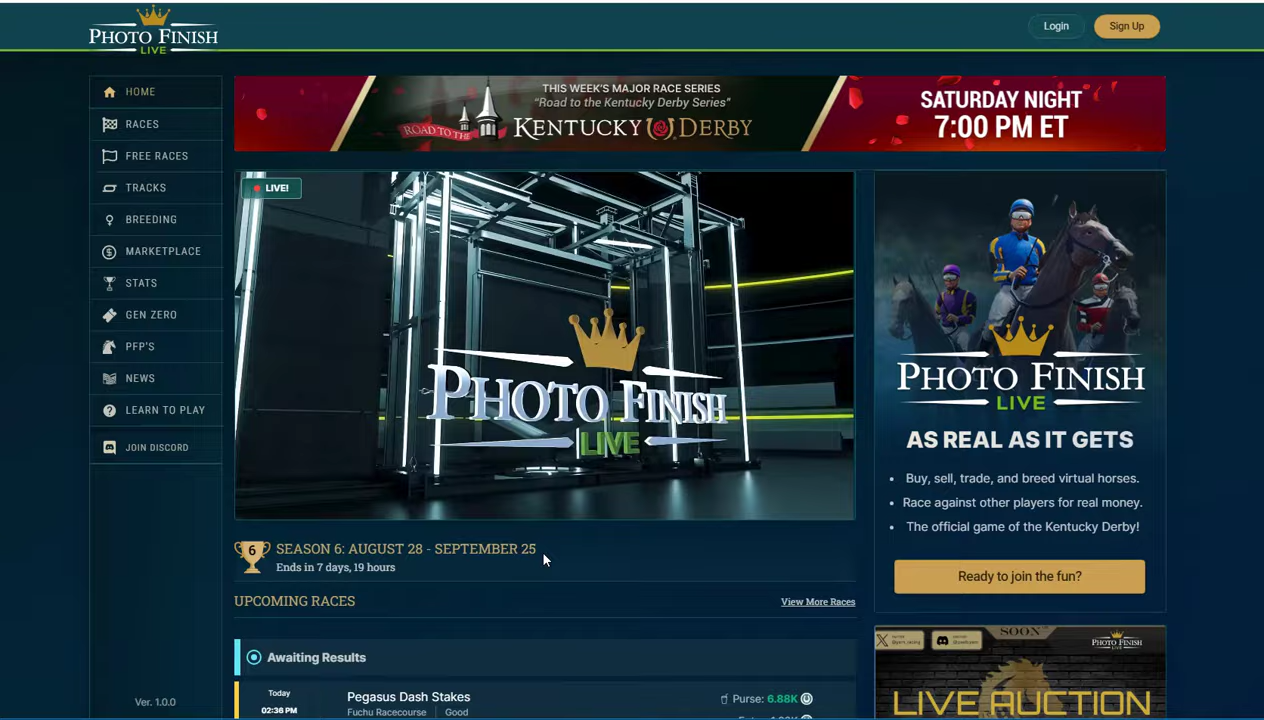 PHOTO FINISH
LIVE
Login
Sign Up
HOME
RACES
FREE RACES
TRACKS
BREEDING
MARKETPLACE
STATS
GEN ZERO
PFP'S
NEWS
LEARN TO PLAY
JOIN DISCORD
Ver. 1.0.0
THIS WEEK'S MAJOR RACE SERIES
"Road to the Kentucky Derby Series"
ROAD TO THE
KENTUCKY DERBY
SATURDAY NIGHT
7:00 PM ET
LIVE!
PHOTO FINISH
LIVE
6
SEASON 6: AUGUST 28 - SEPTEMBER 25
Ends in 7 days, 19 hours
UPCOMING RACES
View More Races
Awaiting Results
Today
02:36 PM
Pegasus Dash Stakes
Fuchu Racecourse
Good
Purse: 6.88K
PHOTO FINISH
LIVE
AS REAL AS IT GETS
• Buy, sell, trade, and breed virtual horses.
• Race against other players for real money.
• The official game of the Kentucky Derby!
Ready to join the fun?
SOON
PHOTO FINISH
LIVE AUCTION